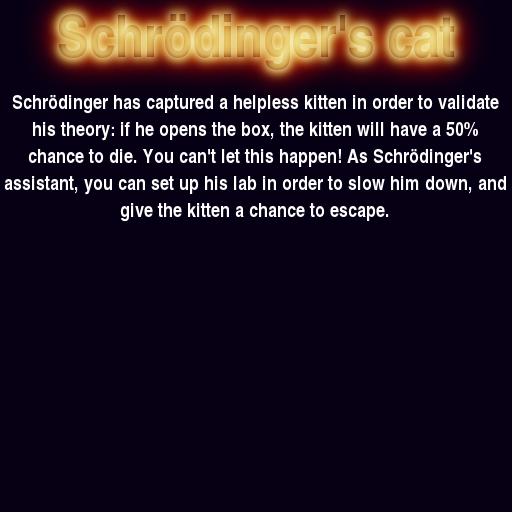 Schrödinger's cat
Schrödinger has captured a helpless kitten in order to validate
his theory: if he opens the box, the kitten will have a 50%
chance to die. You can't let this happen! As Schrödinger's
assistant, you can set up his lab in order to slow him down, and
give the kitten a chance to escape.